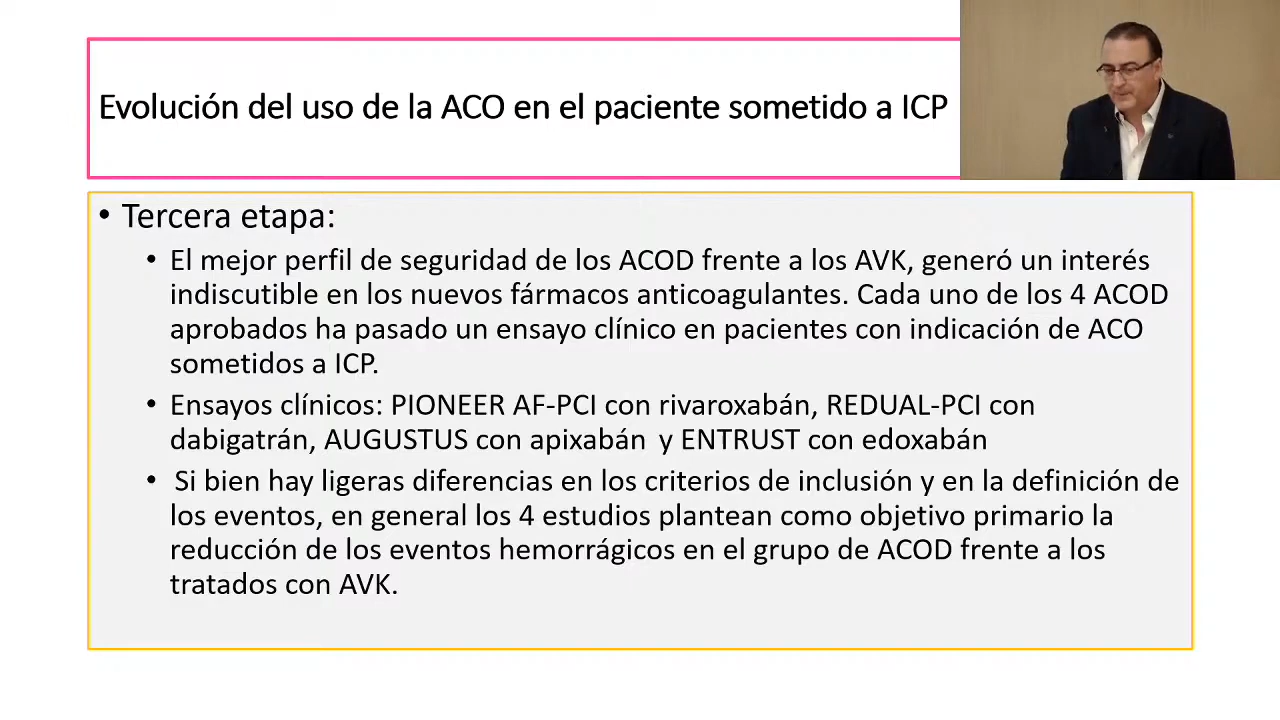 Evolución del uso de la ACO en el paciente sometido a ICP
• Tercera etapa:
• El mejor perfil de seguridad de los ACOD frente a los AVK, generó un interés
indiscutible en los nuevos fármacos anticoagulantes. Cada uno de los 4 ACOD
aprobados ha pasado un ensayo clínico en pacientes con indicación de ACO
sometidos a ICP.
• Ensayos clínicos: PIONEER AF-PCI con rivaroxabán, REDUAL-PCI con
dabigatrán, AUGUSTUS con apixabán y ENTRUST con edoxabán
• Si bien hay ligeras diferencias en los criterios de inclusión y en la definición de
los eventos, en general los 4 estudios plantean como objetivo primario la
reducción de los eventos hemorrágicos en el grupo de ACOD frente a los
tratados con AVK.